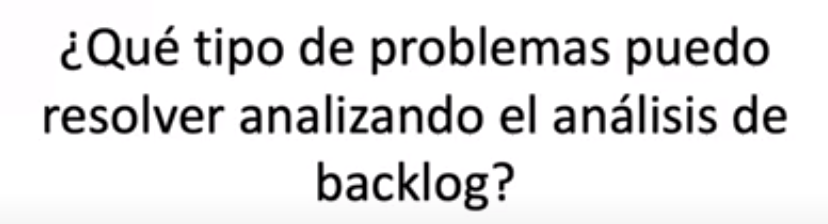 ¿Qué tipo de problemas puedo
resolver analizando el análisis de
backlog?